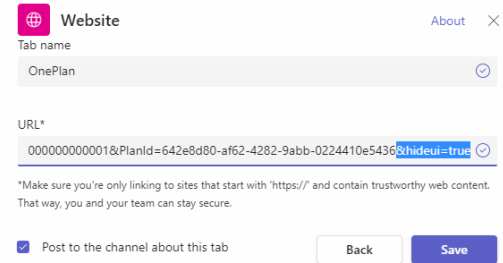 Website
About
Tab name
OnePlan
URL*
000000000001&PlanId=642e8d80-af62-4282-9abb-0224410e5436&hideui=true
*Make sure you're only linking to sites that start with 'https://' and contain trustworthy web content.
That way, you and your team can stay secure.
Post to the channel about this tab
Back
Save